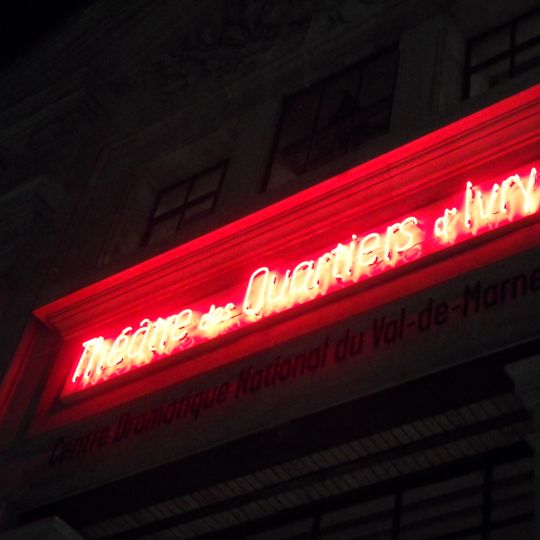 Théâtre des Quartiers d'Ivry
Centre Dramatique National du Val-de-Marne